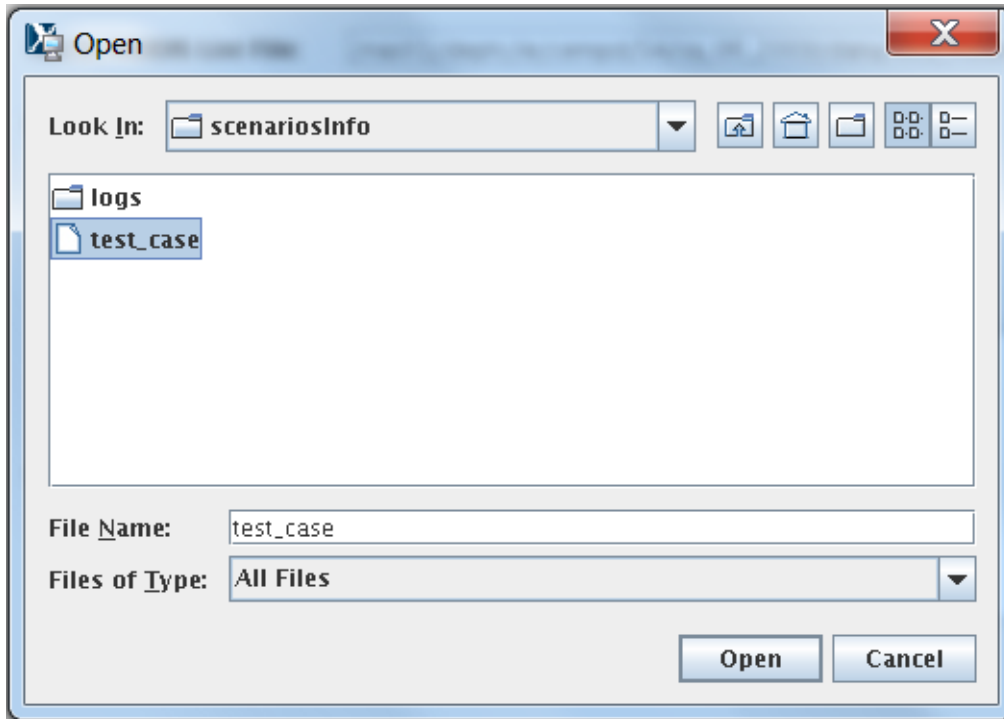 Open
Look In: scenariosInfo
logs
test_case
File Name: test_case
Files of Type: All Files
Open Cancel